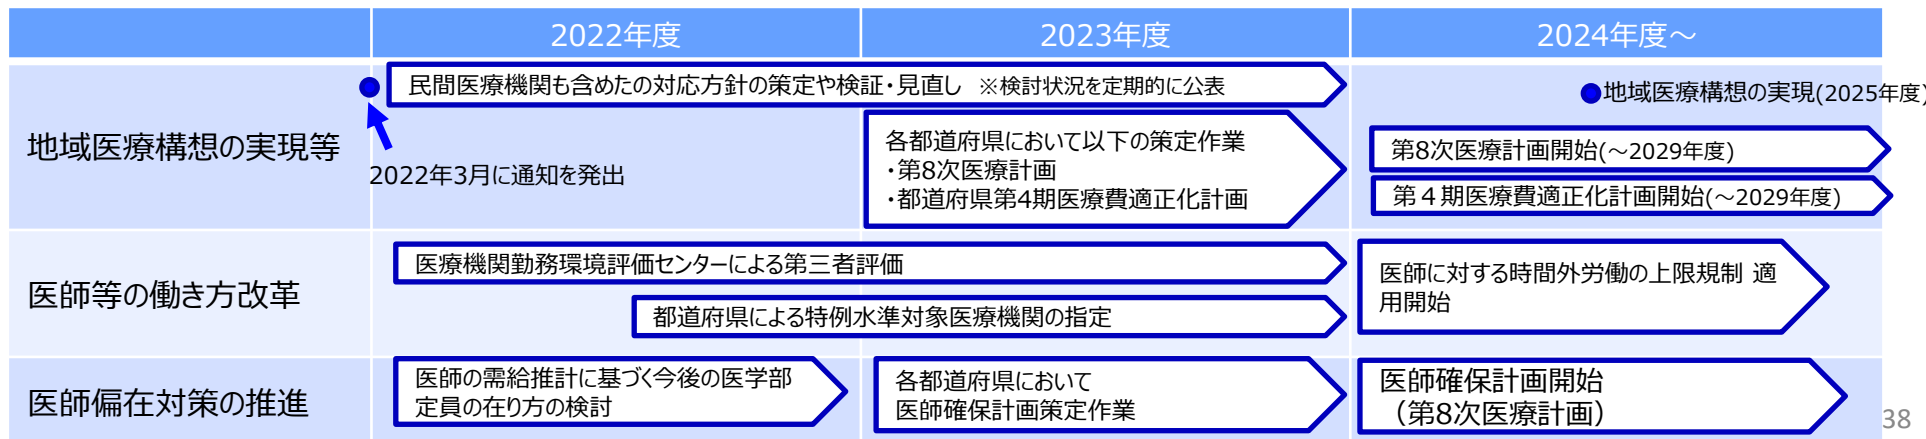 2022年度
2023年度
2024年度～
地域医療構想の実現等
民間医療機関も含めたの対応方針の策定や検証・見直し ※検討状況を定期的に公表
2022年3月に通知を発出
各都道府県において以下の策定作業
・第8次医療計画
・都道府県第4期医療費適正化計画
地域医療構想の実現(2025年度)
第8次医療計画開始(～2029年度)
第４期医療費適正化計画開始(～2029年度)
医師等の働き方改革
医療機関勤務環境評価センターによる第三者評価
都道府県による特例水準対象医療機関の指定
医師に対する時間外労働の上限規制 適
用開始
医師偏在対策の推進
医師の需給推計に基づく今後の医学部
定員の在り方の検討
各都道府県において
医師確保計画策定作業
医師確保計画開始
（第8次医療計画）
38